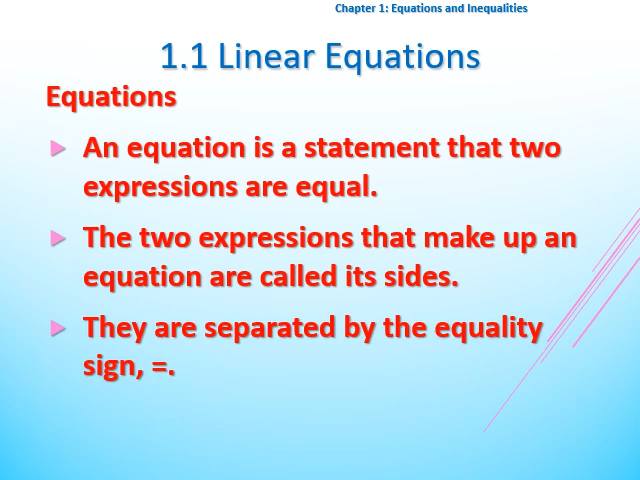 Chapter 1: Equations and Inequalities
1.1 Linear Equations
Equations
An equation is a statement that two
expressions are equal.
The two expressions that make up an
equation are called its sides.
They are separated by the equality
sign, =.